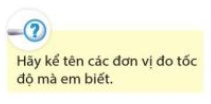 Hãy kể tên các đơn vị đo tốc
độ mà em biết.